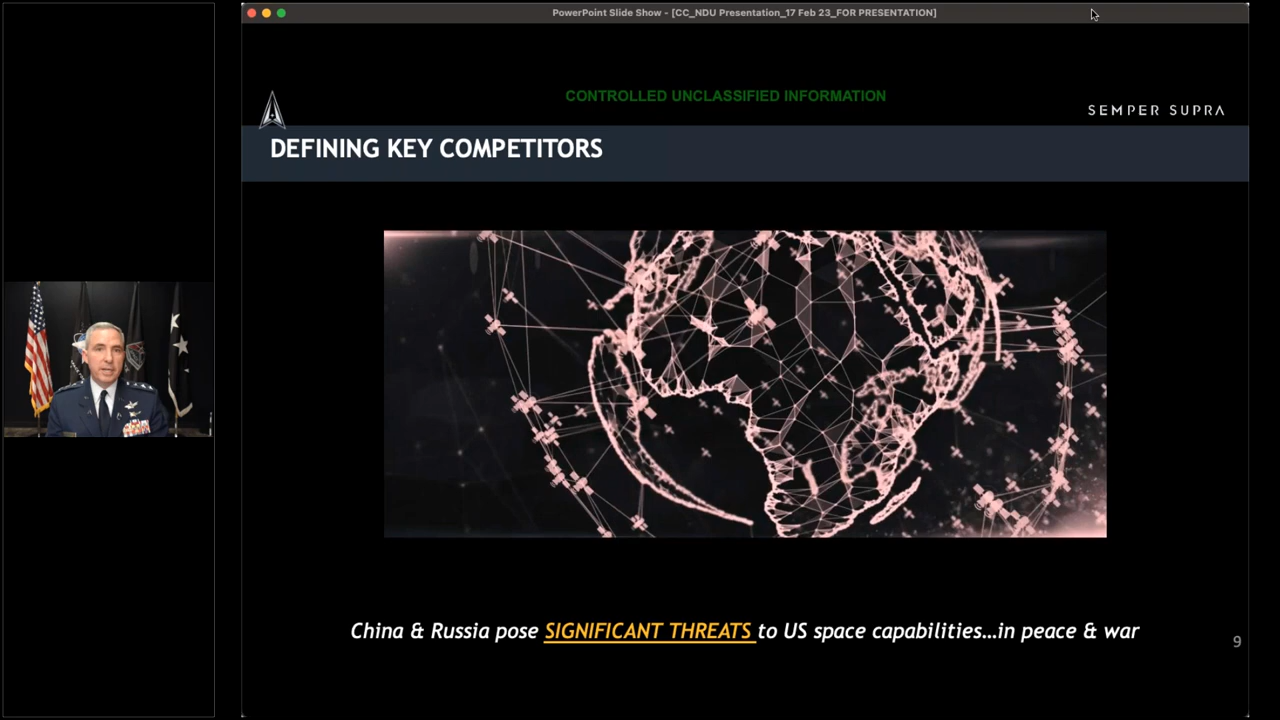 PowerPoint Slide Show - [CC_NDU Presentation_17 Feb 23_FOR PRESENTATION]
CONTROLLED UNCLASSIFIED INFORMATION
SEMPER SUPRA
DEFINING KEY COMPETITORS
China & Russia pose SIGNIFICANT THREATS to US space capabilities...in peace & war
9